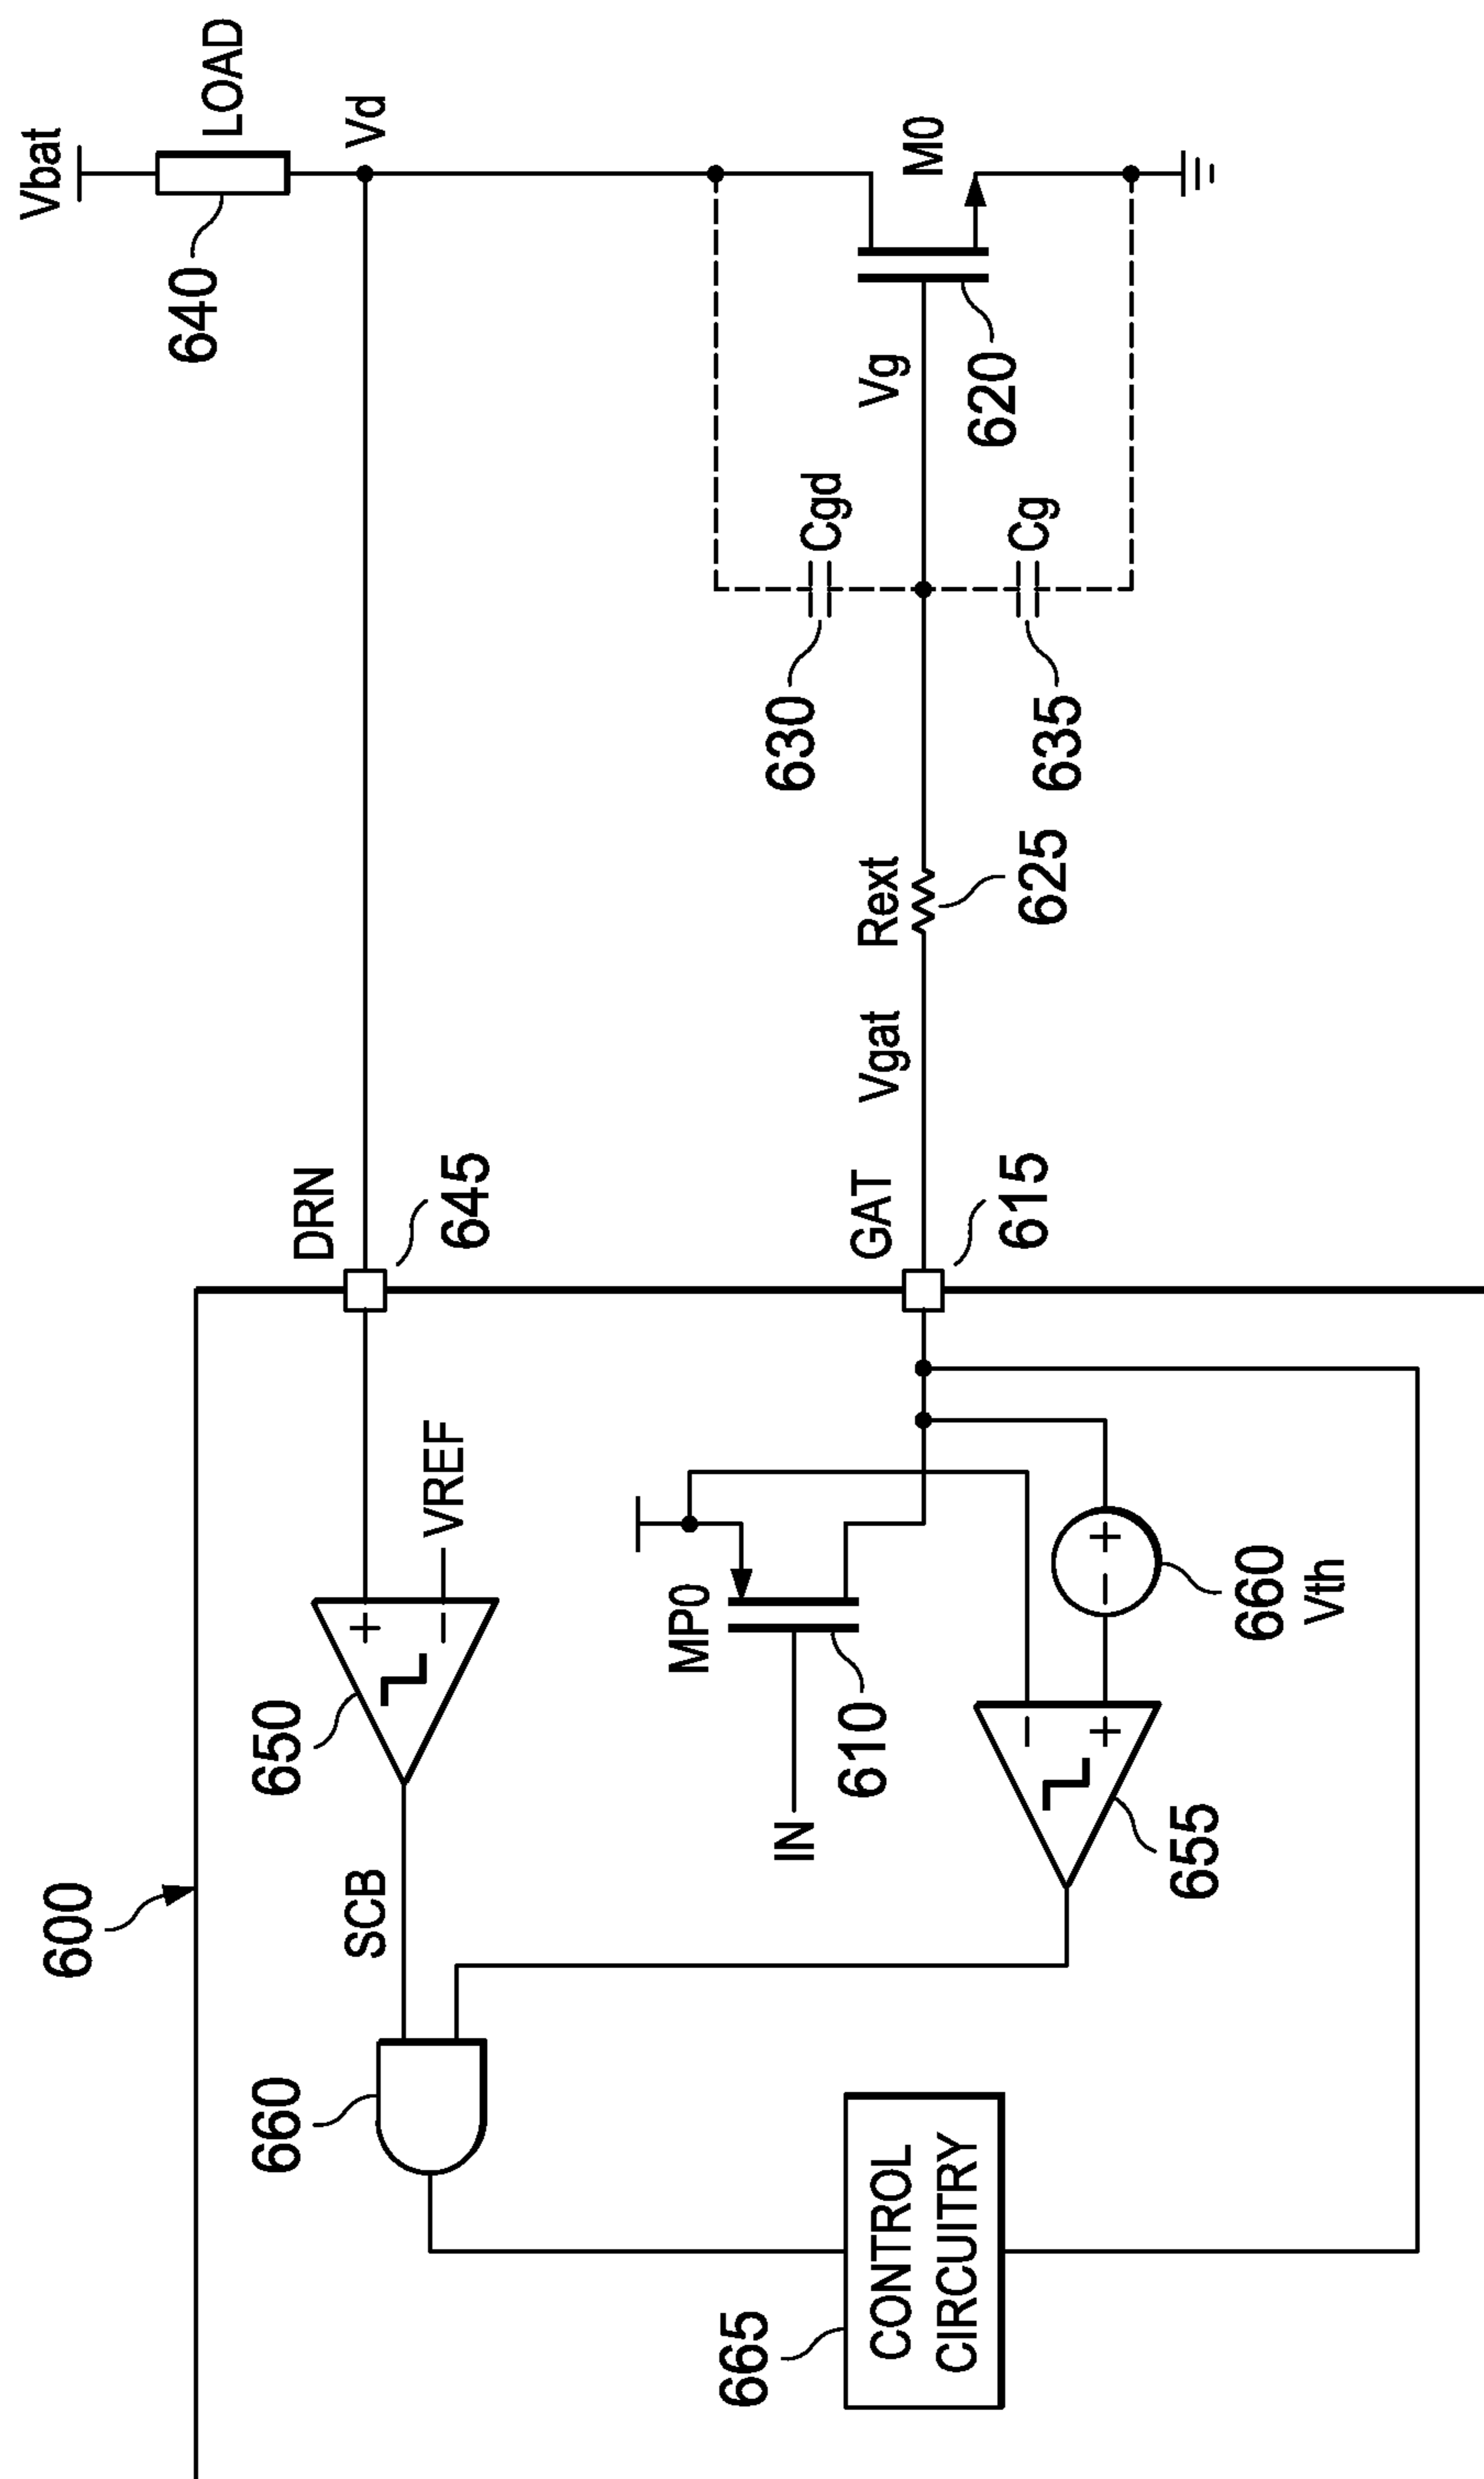 600
Vbat
LOAD
640
Vd
DRN
645
650
VREF
+
−
SCB
660
MP0
610
IN
GAT
615
Vgat
Rext
625
Cgd
630
Cg
635
Vg
M0
620
−
+
655
+
−
660
Vth
665
CONTROL
CIRCUITRY